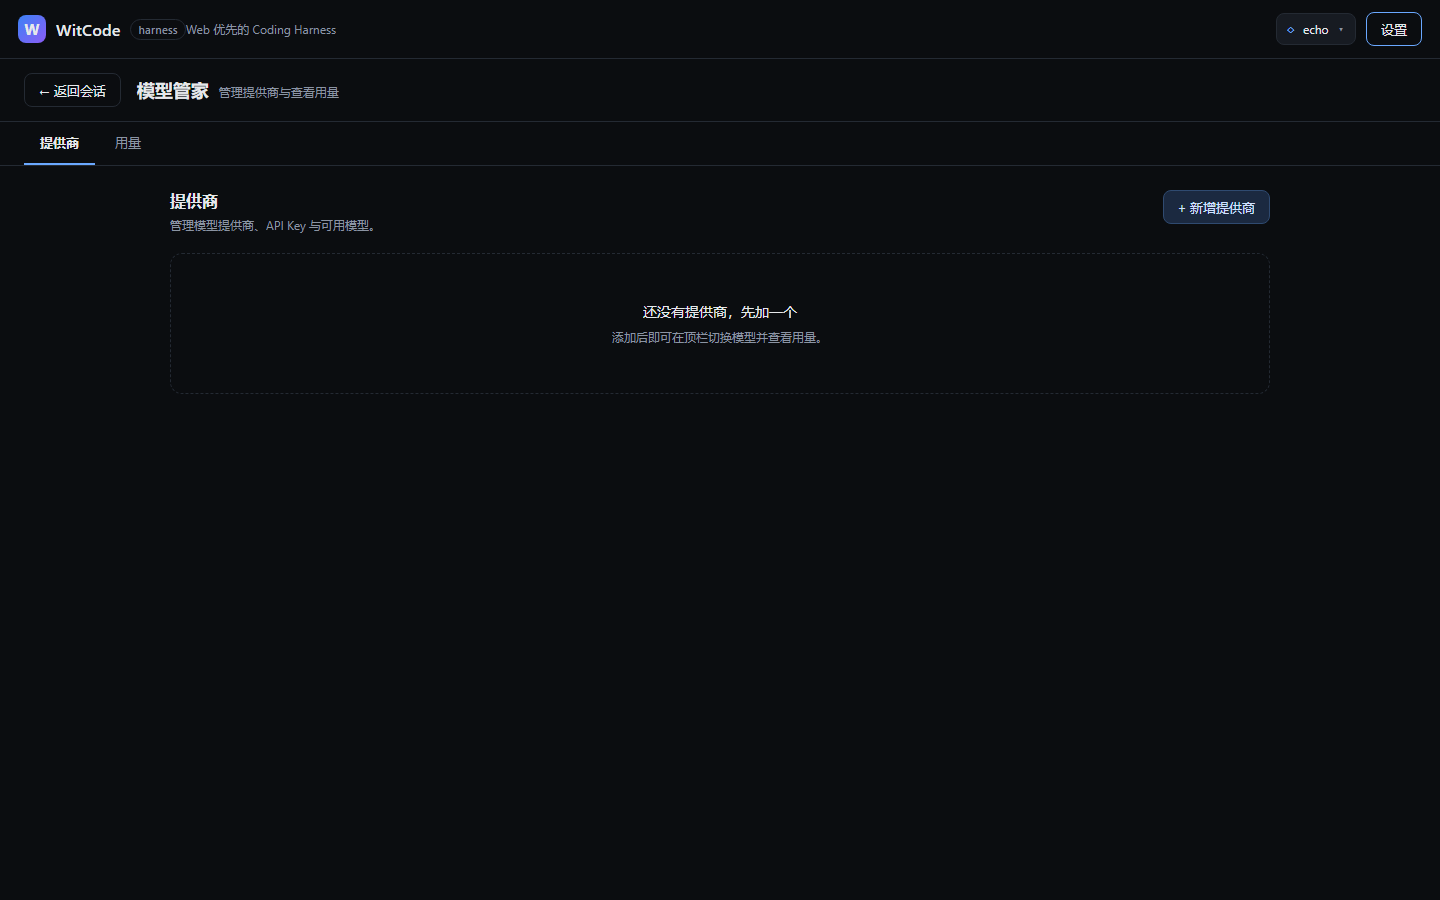 W WitCode harness Web 优先的 Coding Harness ◇ echo ▾ 设置
← 返回会话 模型管家 管理提供商与查看用量
提供商 用量
提供商
+ 新增提供商
管理模型提供商、API Key 与可用模型。
还没有提供商，先加一个
添加后即可在顶栏切换模型并查看用量。